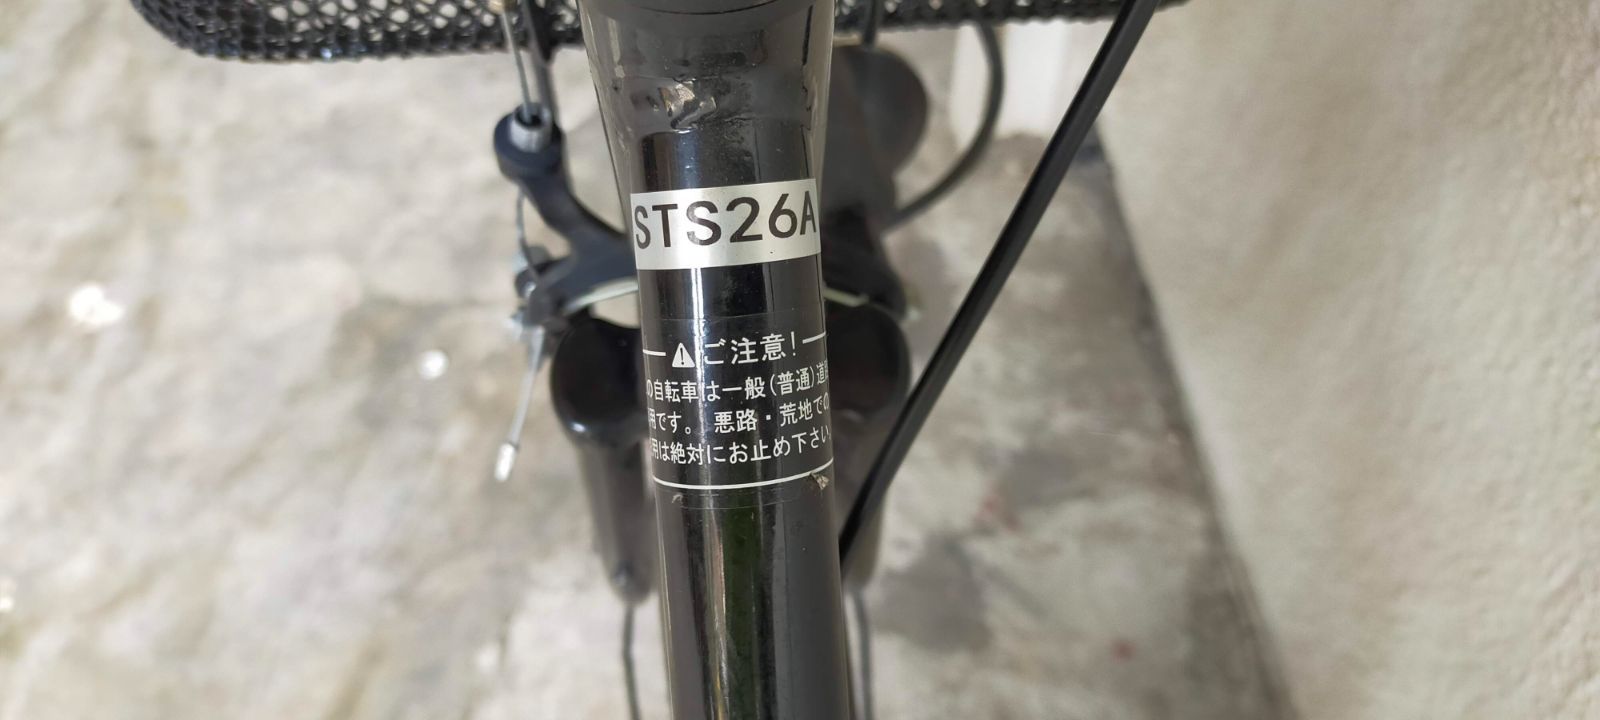 STS26A
ご注意!
の自転車は一般(普通)道
用です。 悪路・荒地での
用は絶対にお止め下さい